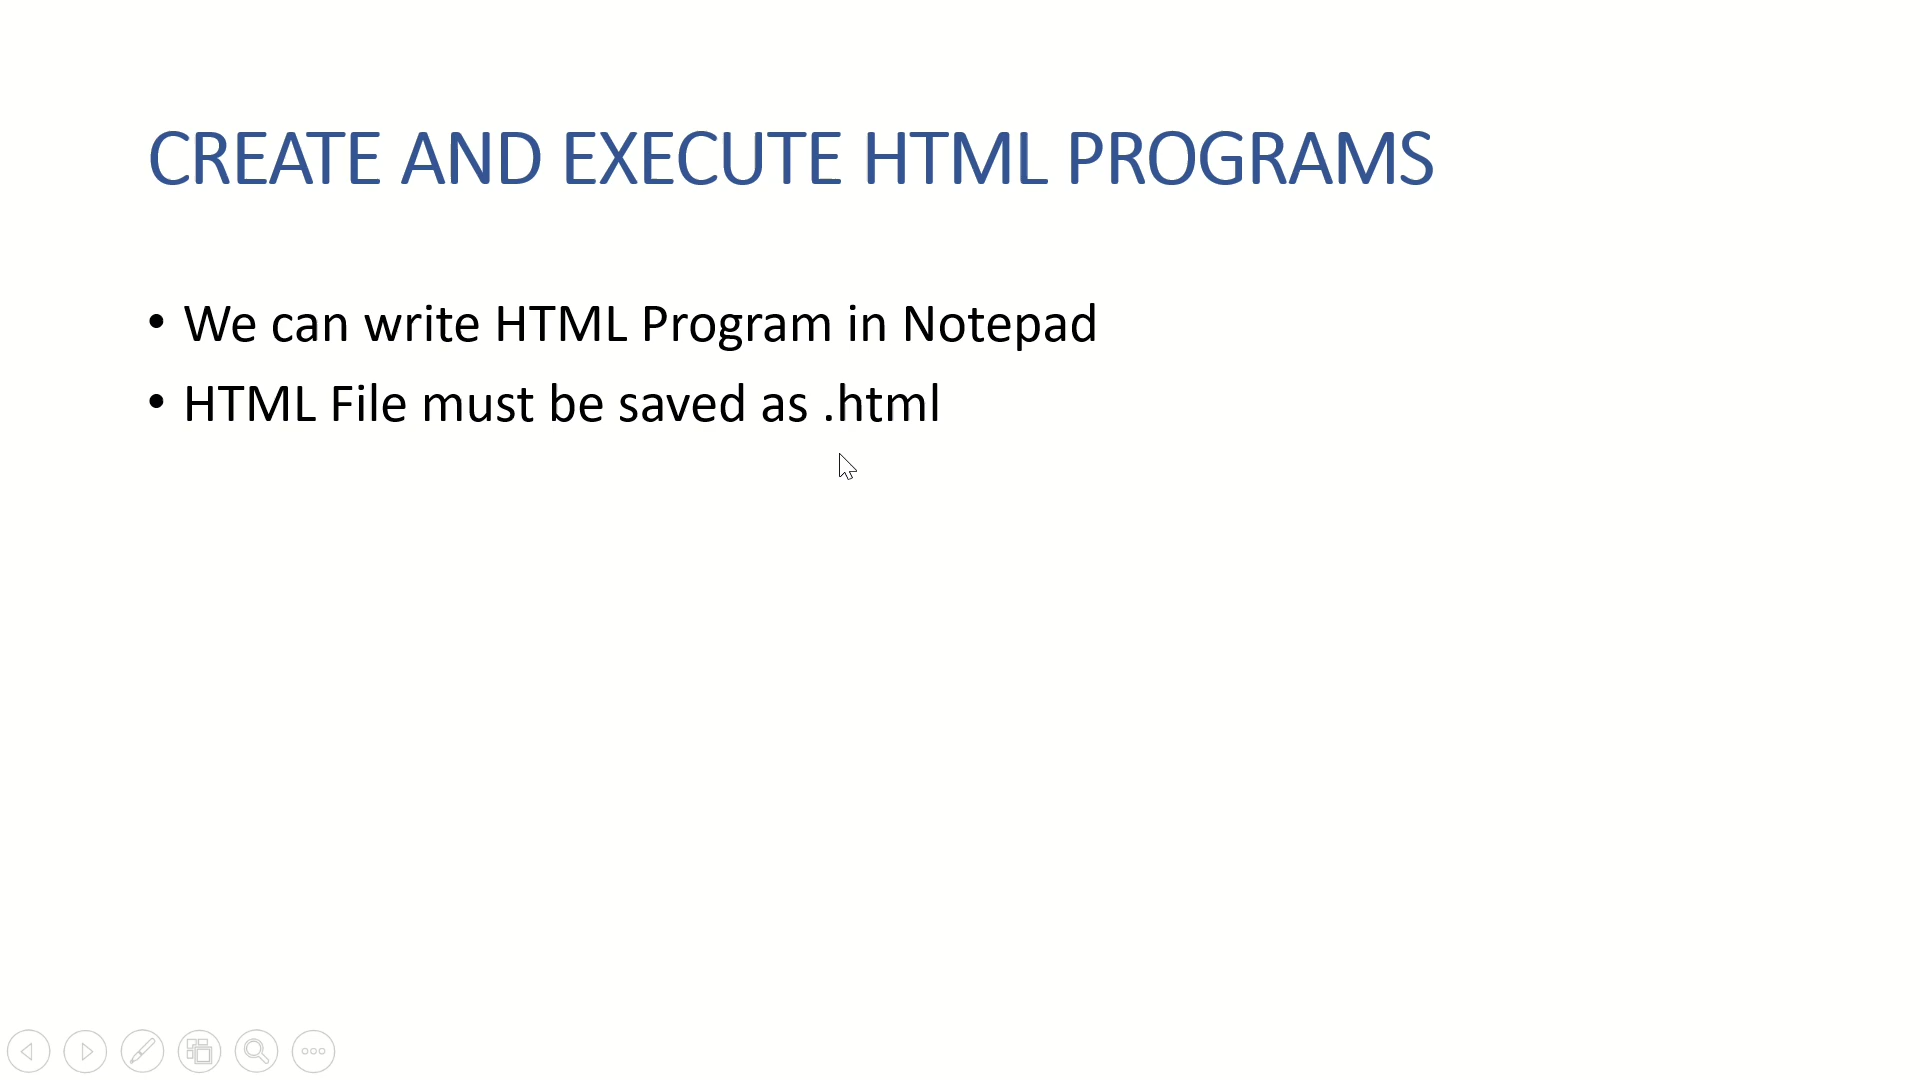 CREATE AND EXECUTE HTML PROGRAMS
• We can write HTML Program in Notepad
• HTML File must be saved as .html